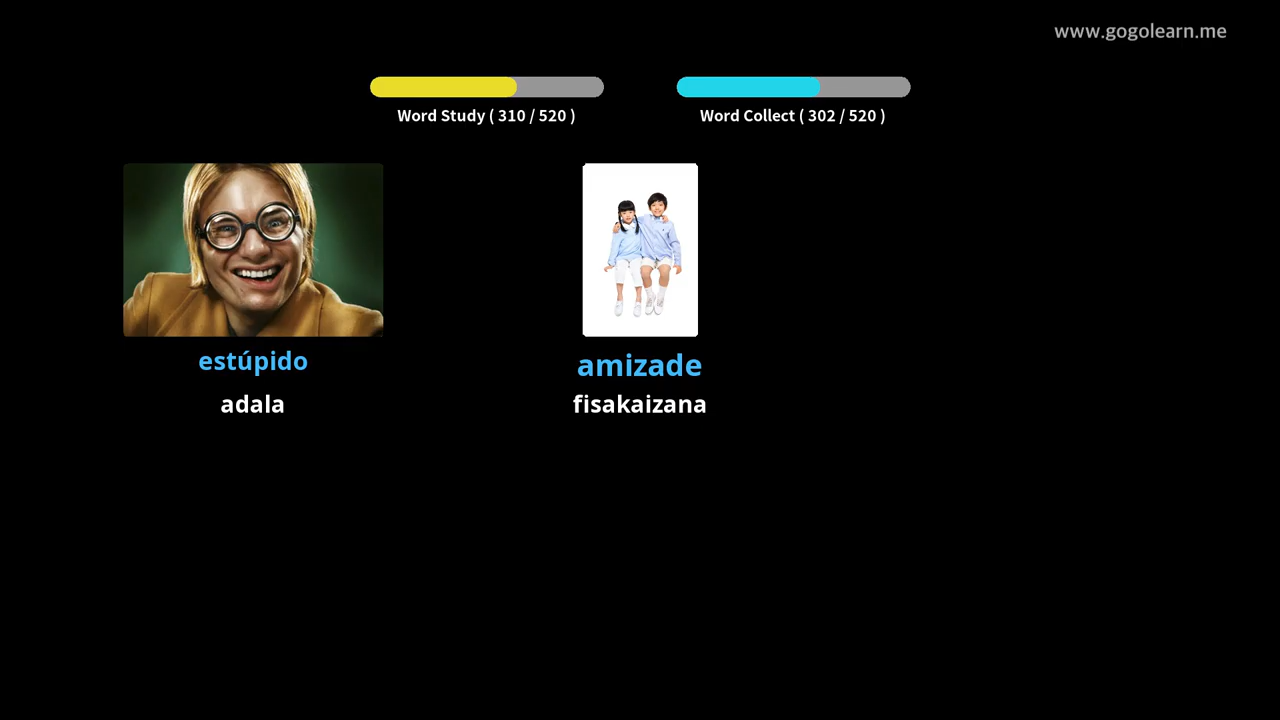 www.gogolearn.me
Word Study ( 310 / 520 )
Word Collect ( 302 / 520 )
estúpido
adala
amizade
fisakaizana